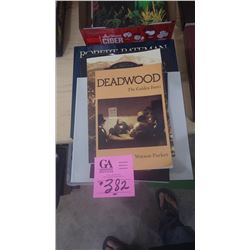 CIDER
ROBERT BATEMAN
DEADWOOD
The Golden Years
Watson Parker
GA
382